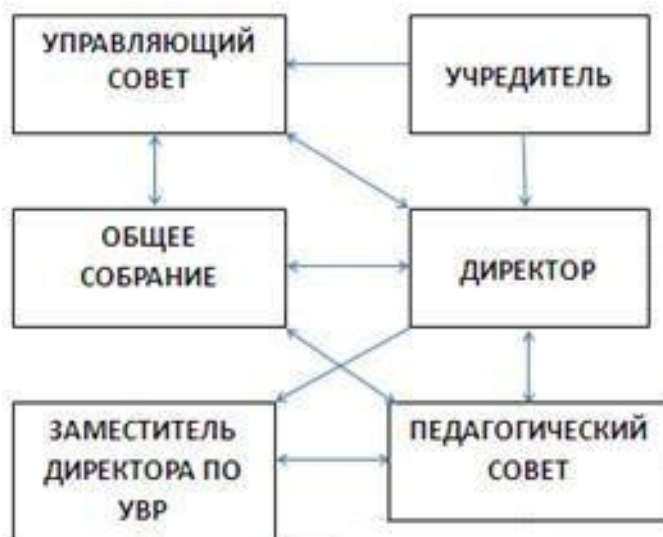 УПРАВЛЯЮЩИЙ
СОВЕТ
УЧРЕДИТЕЛЬ
ОБЩЕЕ
СОБРАНИЕ
ДИРЕКТОР
ЗАМЕСТИТЕЛЬ
ДИРЕКТОРА ПО
УВР
ПЕДАГОГИЧЕСКИЙ
СОВЕТ